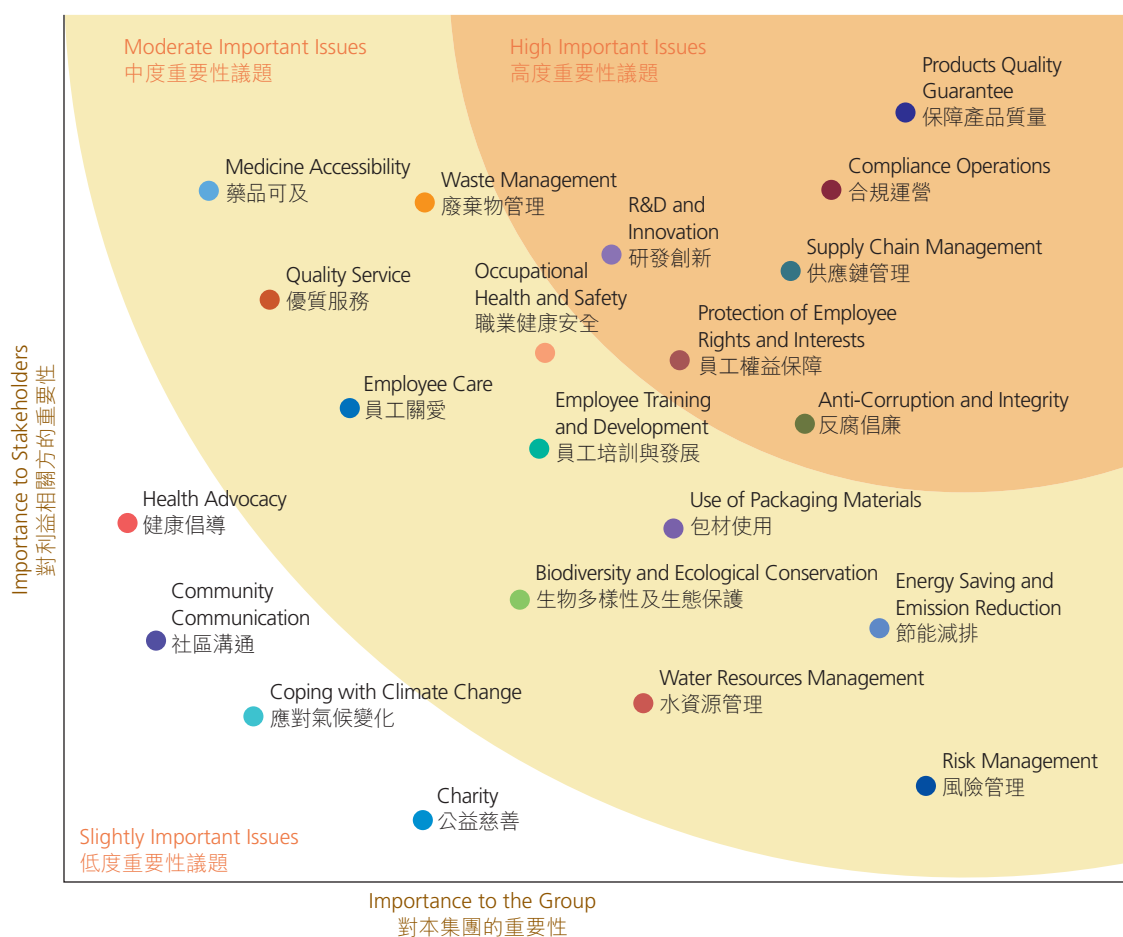 Moderate Important Issues
中度重要性議題
High Important Issues
高度重要性議題
Products Quality
Guarantee
保障產品質量
Medicine Accessibility
藥品可及
Waste Management
廢棄物管理
Compliance Operations
合規運營
R&D and
Innovation
研發創新
Supply Chain Management
供應鏈管理
Quality Service
優質服務
Occupational
Health and Safety
職業健康安全
Protection of Employee
Rights and Interests
員工權益保障
Employee Care
員工關愛
Employee Training
and Development
員工培訓與發展
Anti-Corruption and Integrity
反腐倡廉
Health Advocacy
健康倡導
Use of Packaging Materials
包材使用
Community
Communication
社區溝通
Biodiversity and Ecological Conservation
生物多樣性及生態保護
Energy Saving and
Emission Reduction
節能減排
Coping with Climate Change
應對氣候變化
Water Resources Management
水資源管理
Risk Management
風險管理
Charity
公益慈善
Slightly Important Issues
低度重要性議題
Importance to Stakeholders
對利益相關方的重要性
Importance to the Group
對本集團的重要性